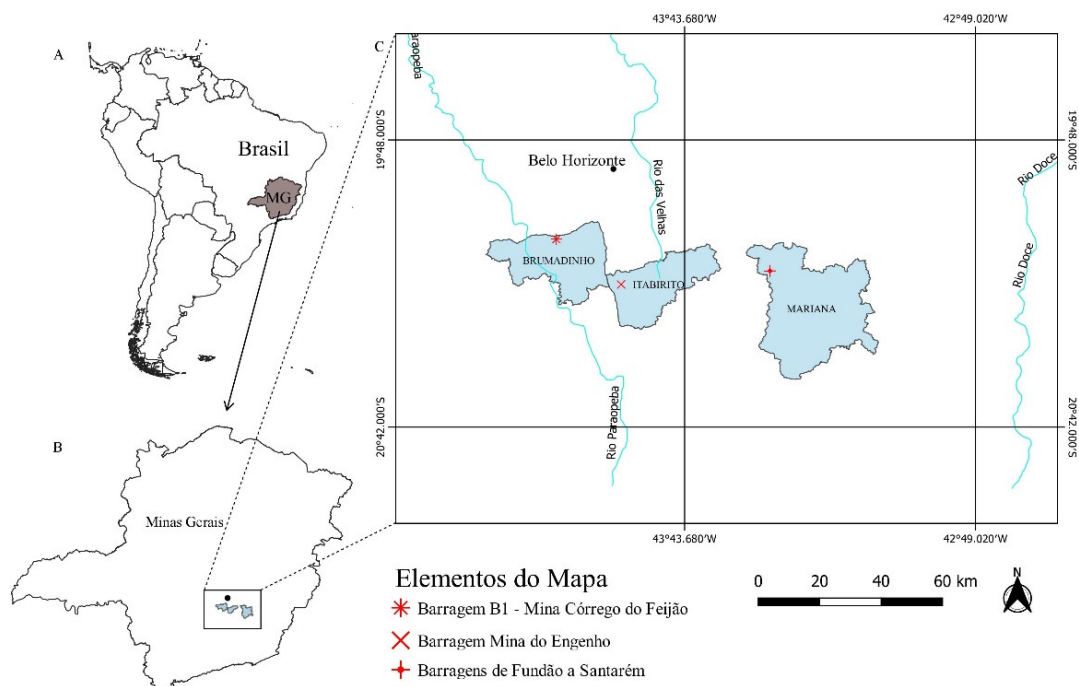 A
Brasil
MG
B
Minas Gerais
C
43°43.680'W
42°49.020'W
araopeba
19°48.000'S
19°48.000'S
Belo Horizonte
Rio das Velhas
Rio Doce
Rio Doce
BRUMADINHO
ITABIRITO
MARIANA
Rio Paraopeba
20°42.000'S
20°42.000'S
43°43.680'W
42°49.020'W
Elementos do Mapa
Barragem B1 - Mina Córrego do Feijão
Barragem Mina do Engenho
Barragens de Fundão a Santarém
0 20 40 60 km
N